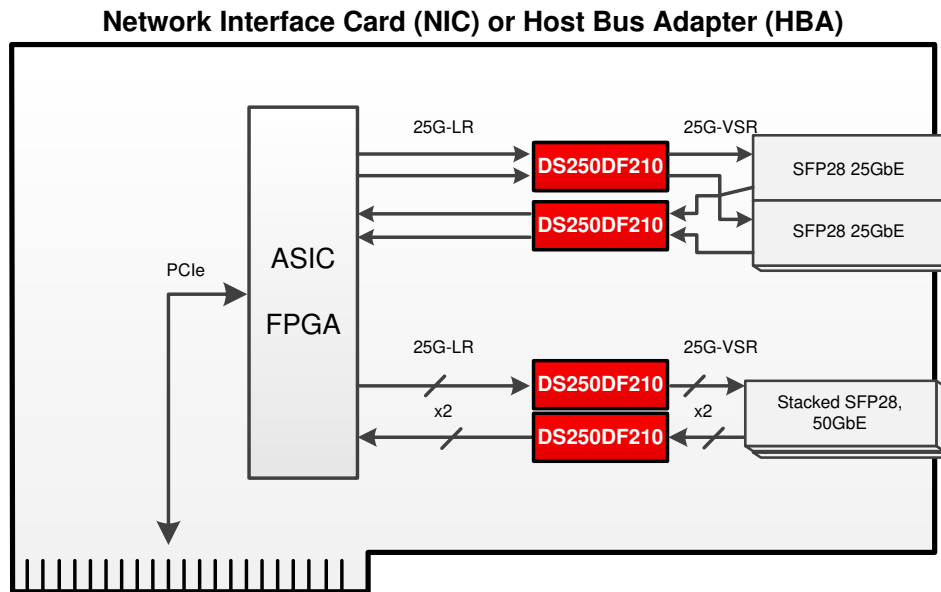 Network Interface Card (NIC) or Host Bus Adapter (HBA)
25G-LR
25G-VSR
DS250DF210
SFP28 25GbE
DS250DF210
SFP28 25GbE
ASIC
FPGA
PCIe
25G-LR
25G-VSR
DS250DF210
x2
x2
DS250DF210
Stacked SFP28,
50GbE